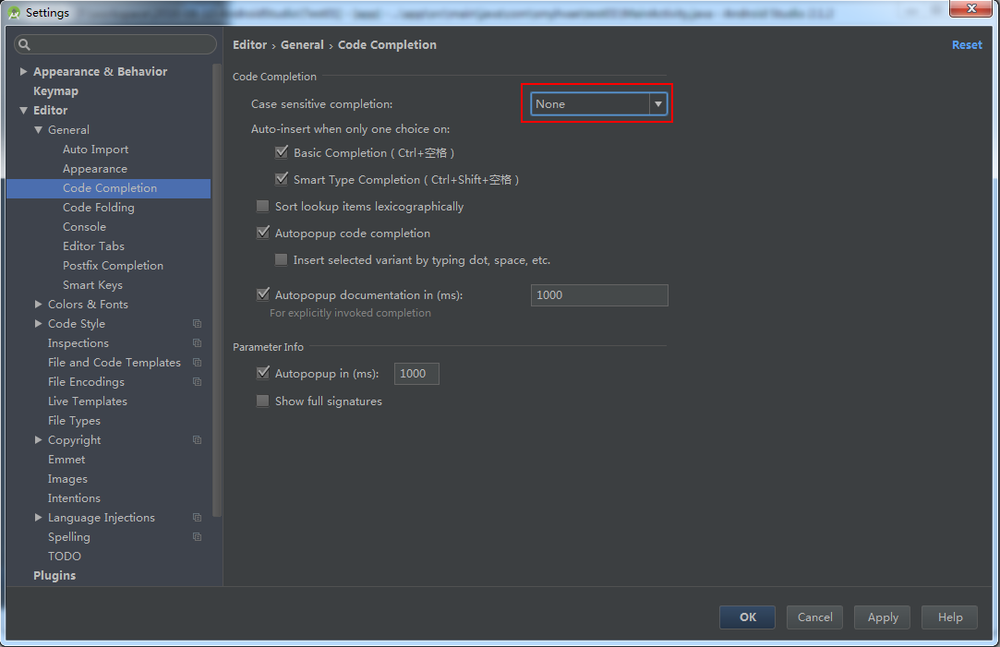 Settings
Editor › General › Code Completion
Reset
Appearance & Behavior
Keymap
Editor
General
Auto Import
Appearance
Code Completion
Code Folding
Console
Editor Tabs
Postfix Completion
Smart Keys
Colors & Fonts
Code Style
Inspections
File and Code Templates
File Encodings
Live Templates
File Types
Copyright
Emmet
Images
Intentions
Language Injections
Spelling
TODO
Plugins
Code Completion
Case sensitive completion: None
Auto-insert when only one choice on:
Basic Completion ( Ctrl+空格 )
Smart Type Completion ( Ctrl+Shift+空格 )
Sort lookup items lexicographically
Autopopup code completion
Insert selected variant by typing dot, space, etc.
Autopopup documentation in (ms): 1000
For explicitly invoked completion
Parameter Info
Autopopup in (ms): 1000
Show full signatures
OK Cancel Apply Help